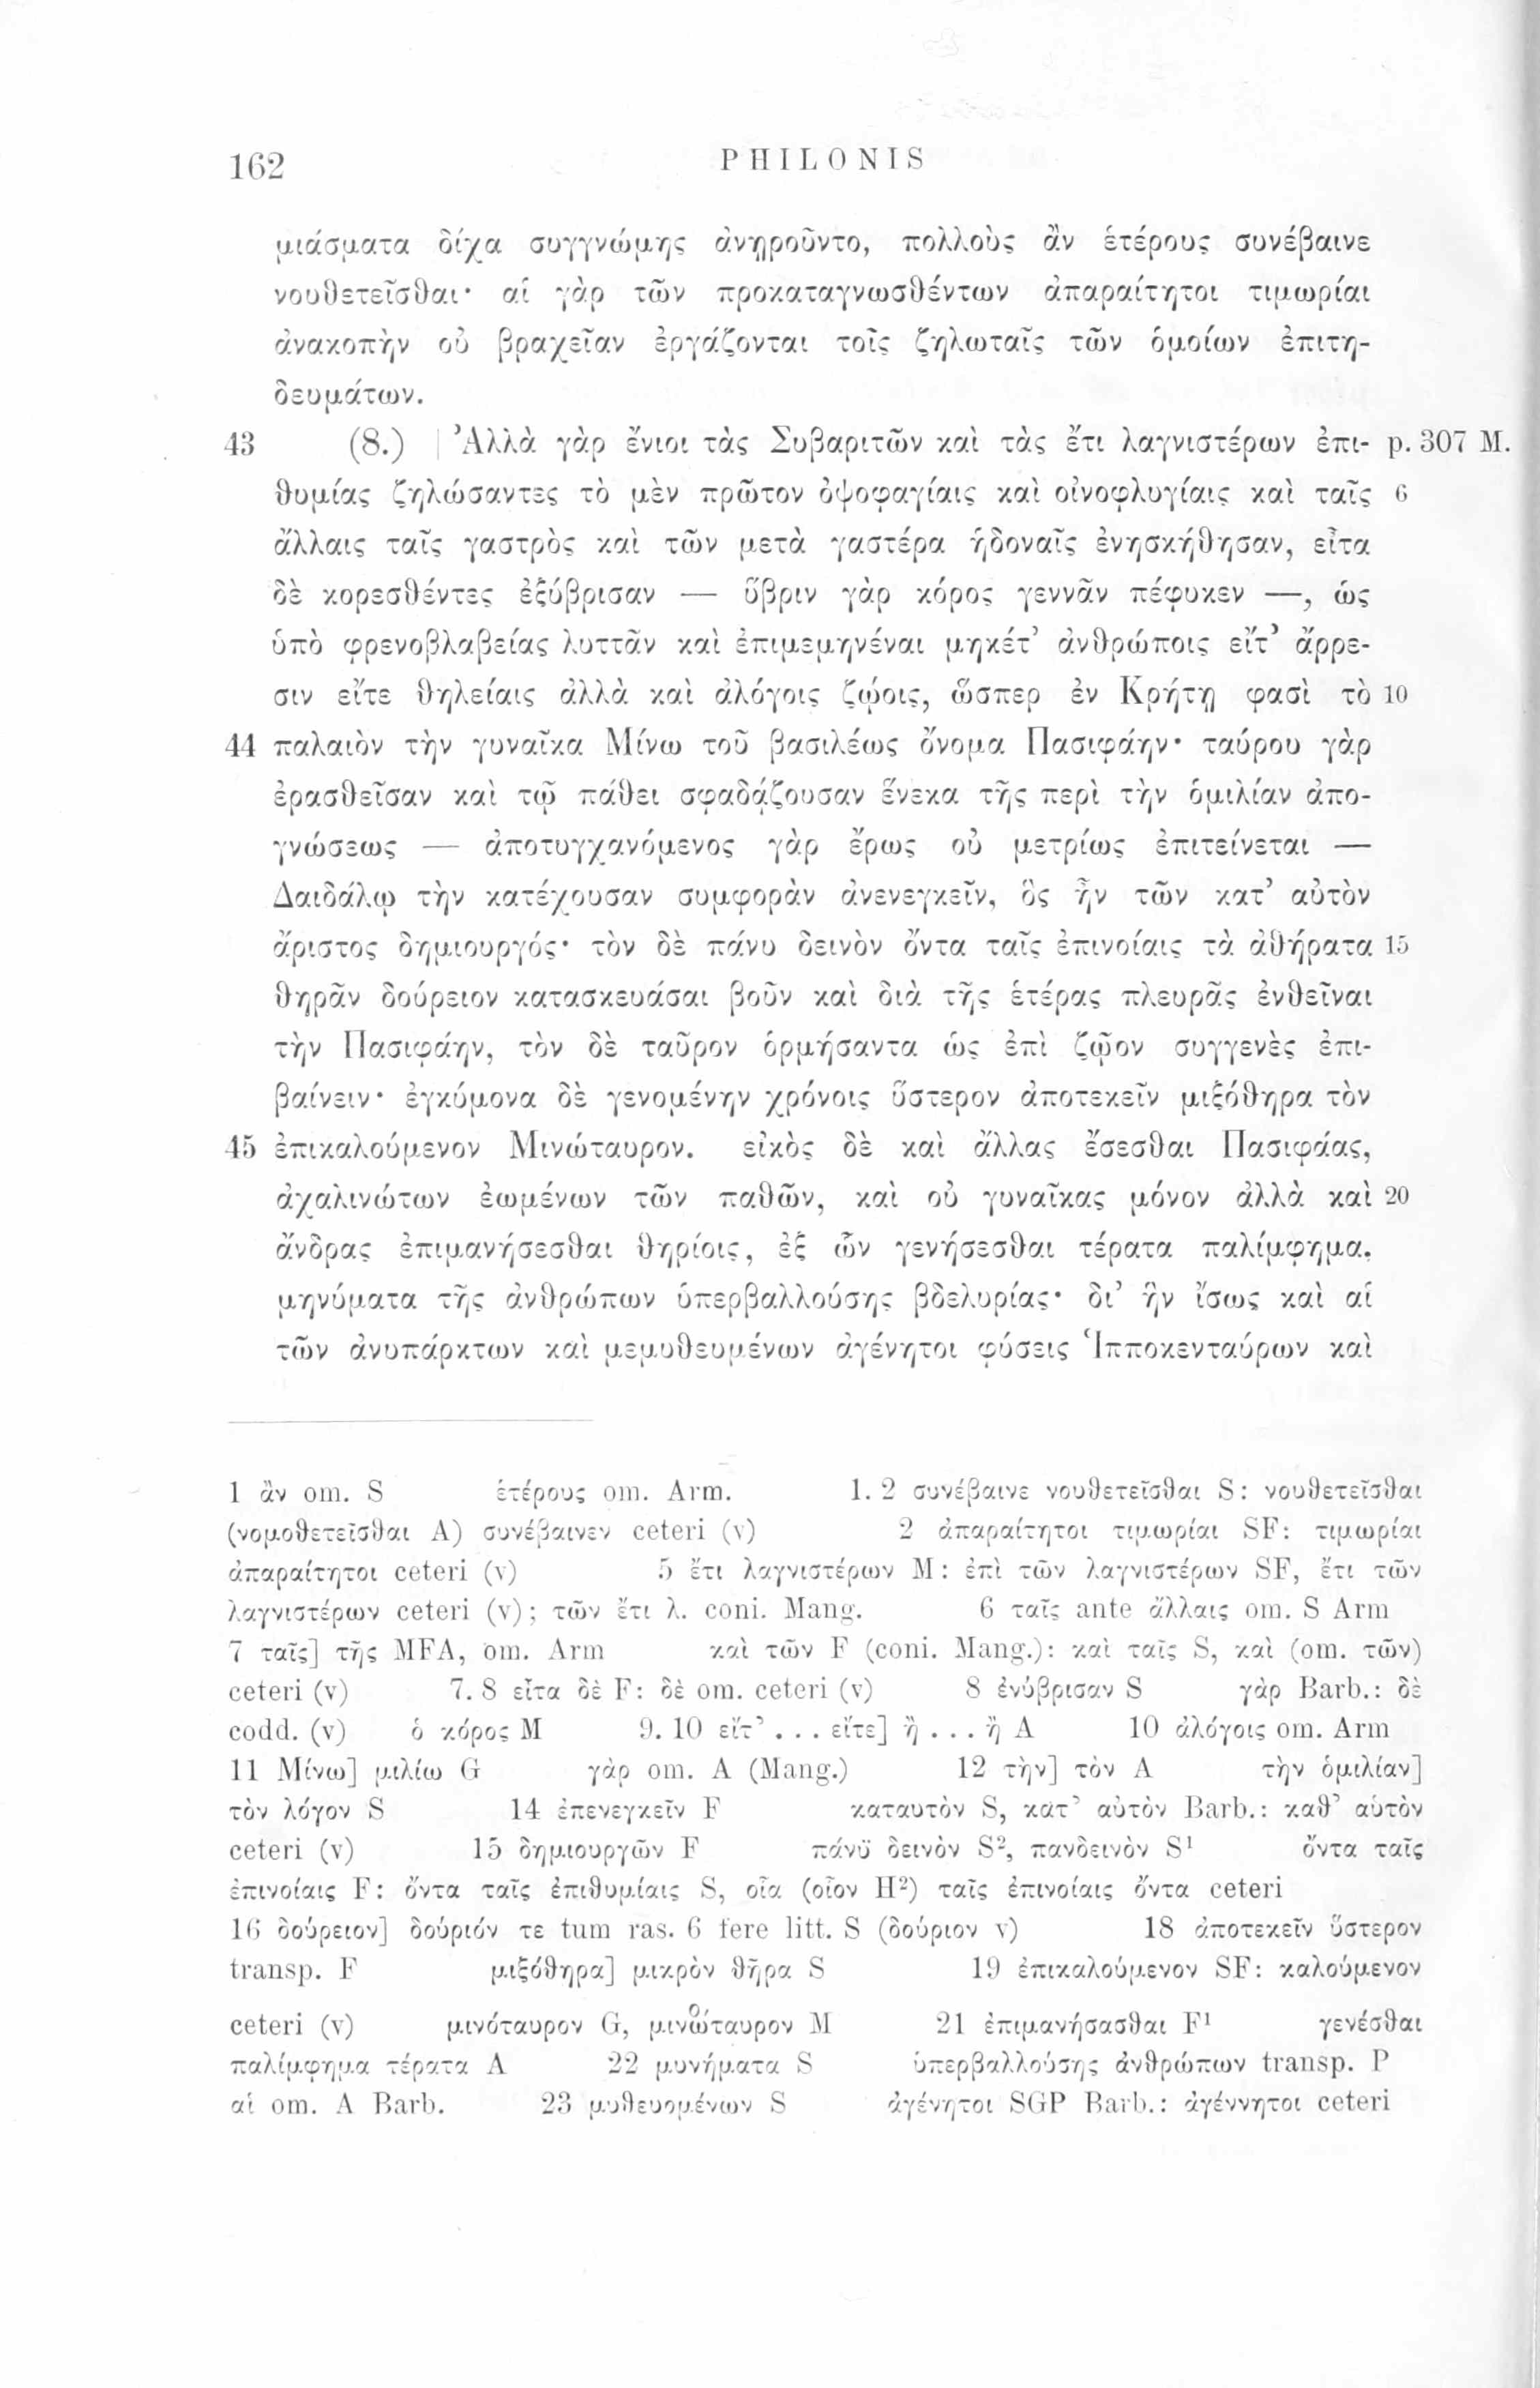 162 PHILONIS
μιάσματα δίχα συγγνώμης ἀνῃροῦντο, πολλοὺς ἂν ἑτέρους συνέβαινε
νουθετεῖσθαι· αἱ γὰρ τῶν προκαταγνωσθέντων ἀπαραίτητοι τιμωρίαι
ἀνακοπὴν οὐ βραχεῖαν ἐργάζονται τοῖς ζηλωταῖς τῶν ὁμοίων ἐπιτη-
δευμάτων.
43 (8.) | Ἀλλὰ γὰρ ἔνιοι τὰς Συβαριτῶν καὶ τὰς ἔτι λαγνιστέρων ἐπι- p. 307 M.
θυμίας ζηλώσαντες τὸ μὲν πρῶτον ὀψοφαγίαις καὶ οἰνοφλυγίαις καὶ ταῖς 6
ἄλλαις ταῖς γαστρὸς καὶ τῶν μετὰ γαστέρα ἡδοναῖς ἐνησκήθησαν, εἶτα
δὲ κορεσθέντες ἐξύβρισαν — ὕβριν γὰρ κόρος γεννᾶν πέφυκεν —, ὡς
ὑπὸ φρενοβλαβείας λυττᾶν καὶ ἐπιμεμηνέναι μηκέτ’ ἀνθρώποις εἴτ’ ἄρρε-
σιν εἴτε θηλείαις ἀλλὰ καὶ ἀλόγοις ζῴοις, ὥσπερ ἐν Κρήτῃ φασὶ τὸ 10
44 παλαιὸν τὴν γυναῖκα Μίνω τοῦ βασιλέως ὄνομα Πασιφάην· ταύρου γὰρ
ἐρασθεῖσαν καὶ τῷ πάθει σφαδᾴζουσαν ἕνεκα τῆς περὶ τὴν ὁμιλίαν ἀπο-
γνώσεως — ἀποτυγχανόμενος γὰρ ἔρως οὐ μετρίως ἐπιτείνεται —
Δαιδάλῳ τὴν κατέχουσαν συμφορὰν ἀνενεγκεῖν, ὃς ἦν τῶν κατ’ αὐτὸν
ἄριστος δημιουργός· τὸν δὲ πάνυ δεινὸν ὄντα ταῖς ἐπινοίαις τὰ ἀθήρατα 15
θηρᾶν δούρειον κατασκευάσαι βοῦν καὶ διὰ τῆς ἑτέρας πλευρᾶς ἐνθεῖναι
τὴν Πασιφάην, τὸν δὲ ταῦρον ὁρμήσαντα ὡς ἐπὶ ζῷον συγγενὲς ἐπι-
βαίνειν· ἐγκύμονα δὲ γενομένην χρόνοις ὕστερον ἀποτεκεῖν μιξόθηρα τὸν
45 ἐπικαλούμενον Μινώταυρον. εἰκὸς δὲ καὶ ἄλλας ἔσεσθαι Πασιφάας,
ἀχαλινώτων ἐωμένων τῶν παθῶν, καὶ οὐ γυναῖκας μόνον ἀλλὰ καὶ 20
ἄνδρας ἐπιμανήσεσθαι θηρίοις, ἐξ ὧν γενήσεσθαι τέρατα παλίμφημα,
μηνύματα τῆς ἀνθρώπων ὑπερβαλλούσης βδελυρίας· δι’ ἣν ἴσως καὶ αἱ
τῶν ἀνυπάρκτων καὶ μεμυθευμένων ἀγένητοι φύσεις Ἱπποκενταύρων καὶ
1 ἂν om. S ἑτέρους om. Arm. 1. 2 συνέβαινε νουθετεῖσθαι S: νουθετεῖσθαι
(νομοθετεῖσθαι A) συνέβαινεν ceteri (v) 2 ἀπαραίτητοι τιμωρίαι SF: τιμωρίαι
ἀπαραίτητοι ceteri (v) 5 ἔτι λαγνιστέρων M: ἐπὶ τῶν λαγνιστέρων SF, ἔτι τῶν
λαγνιστέρων ceteri (v); τῶν ἔτι λ. coni. Mang. 6 ταῖς ante ἄλλαις om. S Arm
7 ταῖς] τῆς MFA, om. Arm καὶ τῶν F (coni. Mang.): καὶ ταῖς S, καὶ (om. τῶν)
ceteri (v) 7. 8 εἶτα δὲ F: δὲ om. ceteri (v) 8 ἐνύβρισαν S γὰρ Barb.: δὲ
codd. (v) ὁ κόρος M 9. 10 εἴτ’ . . . εἴτε] ἢ . . . ἢ A 10 ἀλόγοις om. Arm
11 Μίνω] μιλίω G γὰρ om. A (Mang.) 12 τὴν] τὸν A τὴν ὁμιλίαν]
τὸν λόγον S 14 ἐπενεγκεῖν F καταυτὸν S, κατ’ αὐτὸν Barb.: καθ’ αὑτὸν
ceteri (v) 15 δημιουργῶν F πάνϋ δεινὸν S², πανδεινὸν S¹ ὄντα ταῖς
ἐπινοίαις F: ὄντα ταῖς ἐπιθυμίαις S, οἷα (οἷον H²) ταῖς ἐπινοίαις ὄντα ceteri
16 δούρειον] δούριόν τε tum ras. 6 fere litt. S (δούριον v) 18 ἀποτεκεῖν ὕστερον
transp. F μιξόθηρα] μικρὸν θῆρα S 19 ἐπικαλούμενον SF: καλούμενον
ceteri (v) μινόταυρον G, μινώταυρον M 21 ἐπιμανήσασθαι F¹ γενέσθαι
παλίμφημα τέρατα A 22 μυνήματα S ὑπερβαλλούσης ἀνθρώπων transp. P
αἱ om. A Barb. 23 μυθευομένων S ἀγένητοι SGP Barb.: ἀγέννητοι ceteri